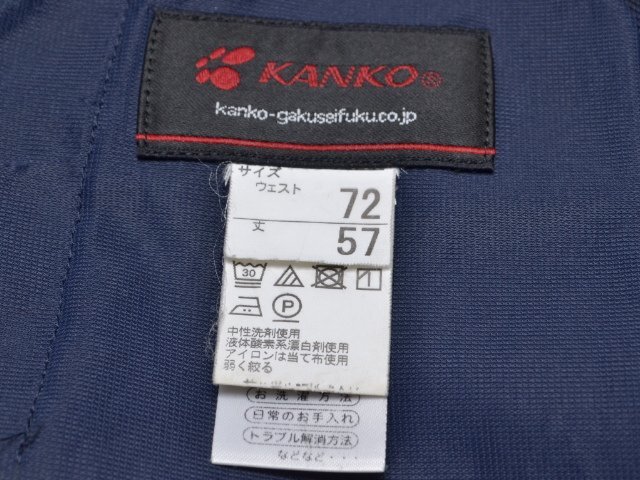 KANKO®
kanko-gakuseifuku.co.jp
サイズ
ウェスト 72
丈 57
30
P
中性洗剤使用
液体酸素系漂白剤使用
アイロンは当て布使用
弱く絞る
お洗濯方法
日常のお手入れ
トラブル解消方法
などなど・・・